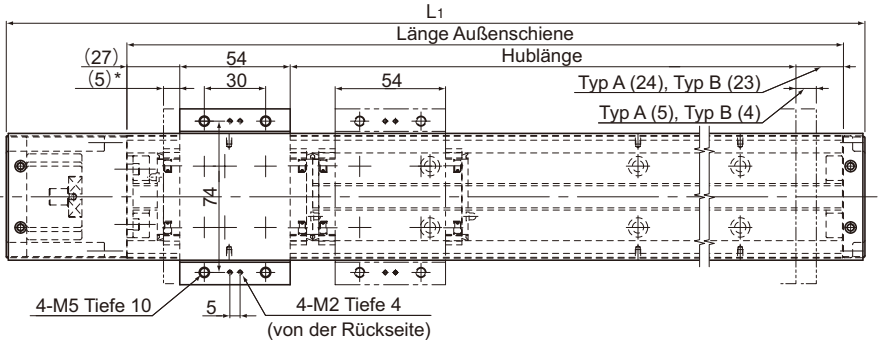 L1
Länge Außenschiene
(27)
54
Hublänge
(5)*
30
54
Typ A (24), Typ B (23)
Typ A (5), Typ B (4)
74
4-M5 Tiefe 10
5
4-M2 Tiefe 4
(von der Rückseite)